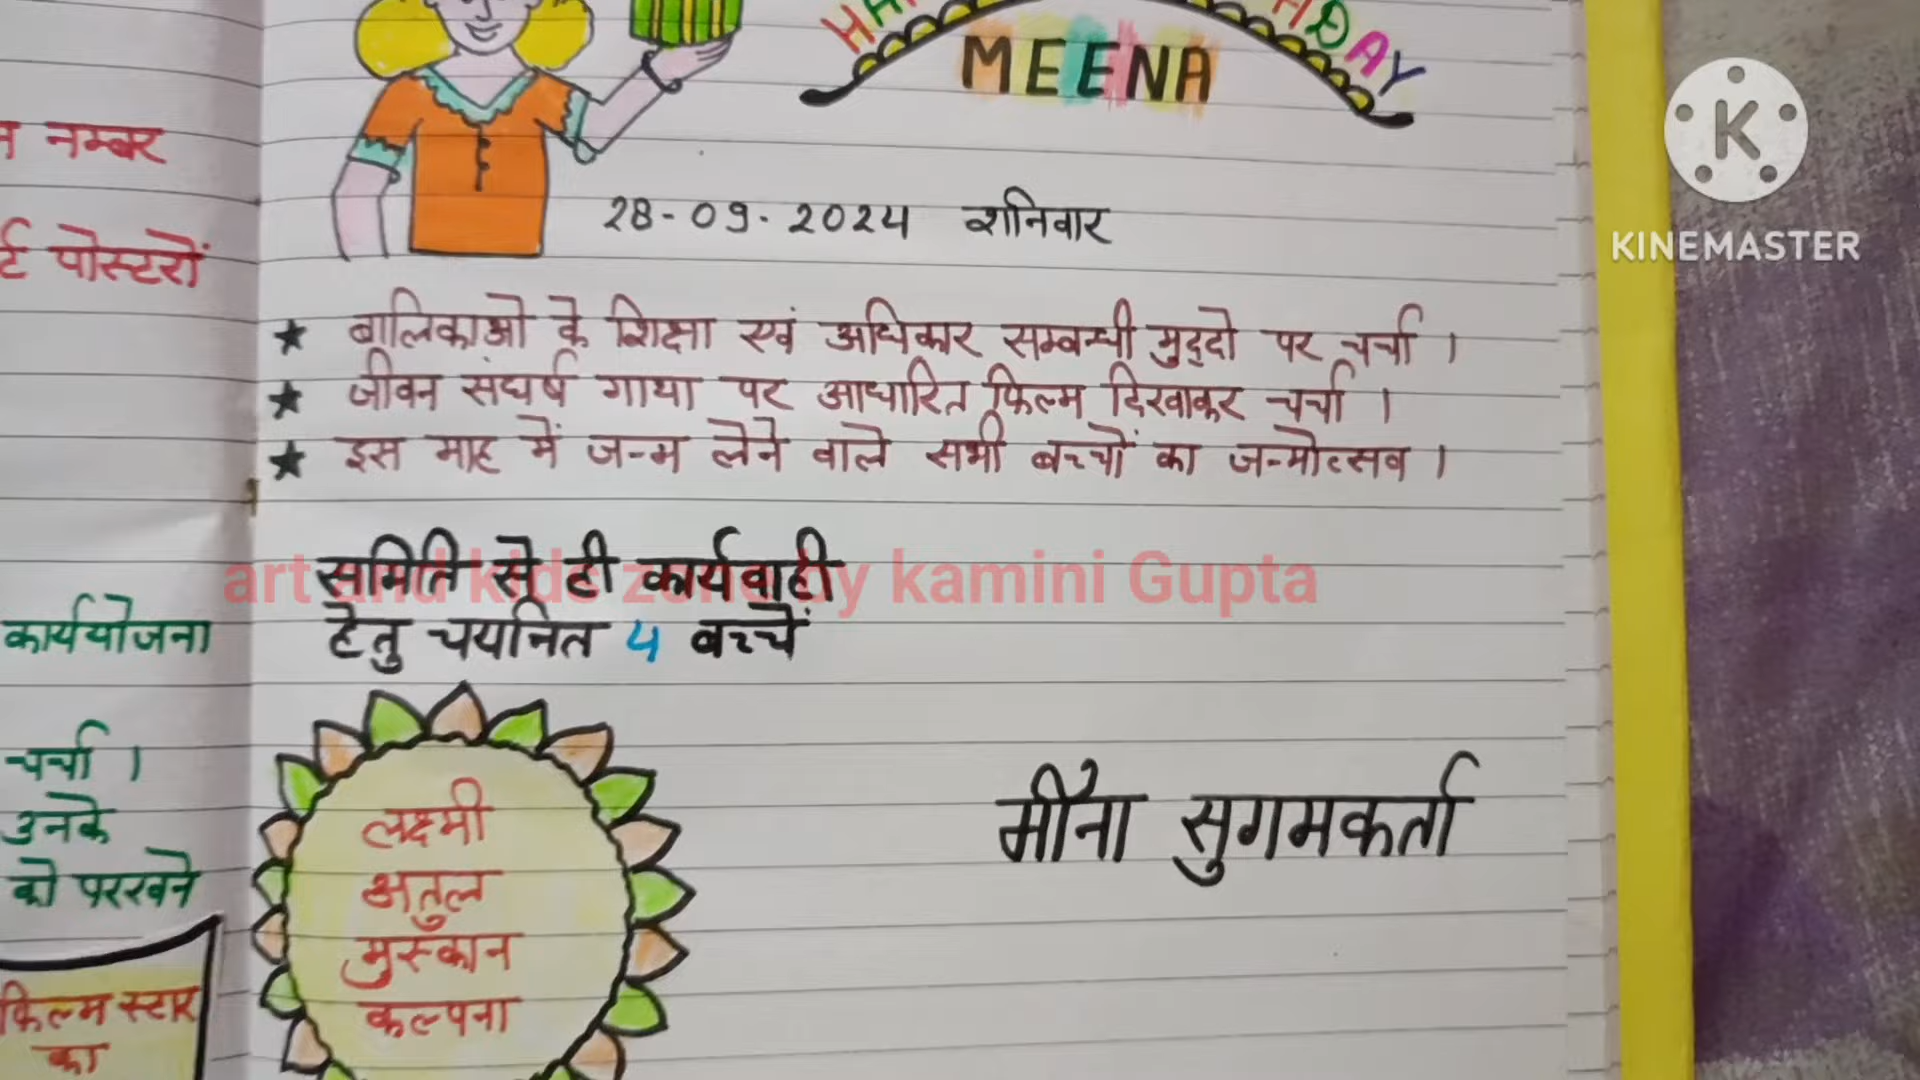 MEENA
28-09-2024 शनिवार
★ बालिकाओ के शिक्षा एवं अधिकार सम्बन्धी मुद्दो पर चर्चा ।
★ जीवन संघर्ष गाथा पर आधारित फिल्म दिखाकर चर्चा ।
★ इस माह में जन्म लेने वाले सभी बच्चों का जन्मोत्सव ।
समिति से ही कार्यवाही
हेतु चयनित 4 बच्चें
लक्ष्मी
अतुल
मुस्कान
कल्पना
मीना सुगमकर्ता
नम्बर
पोस्टरों
कार्ययोजना
चर्चा ।
उनके
को परखने
फिल्म स्टार
का
KINEMASTER
art and kids zone by kamini Gupta